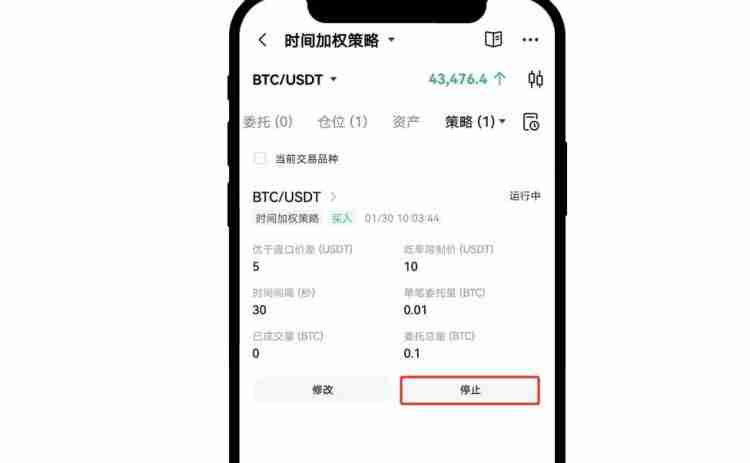 时间加权策略
BTC/USDT 43,476.4 ↑
委托 (0) 仓位 (1) 资产 策略 (1)
当前交易品种
BTC/USDT 运行中
时间加权策略 买入 01/30 10:03:44
优于盘口价差 (USDT) 吃单限制价 (USDT)
5 10
时间间隔 (秒) 单笔委托量 (BTC)
30 0.01
已成交量 (BTC) 委托总量 (BTC)
0 0.1
修改 停止